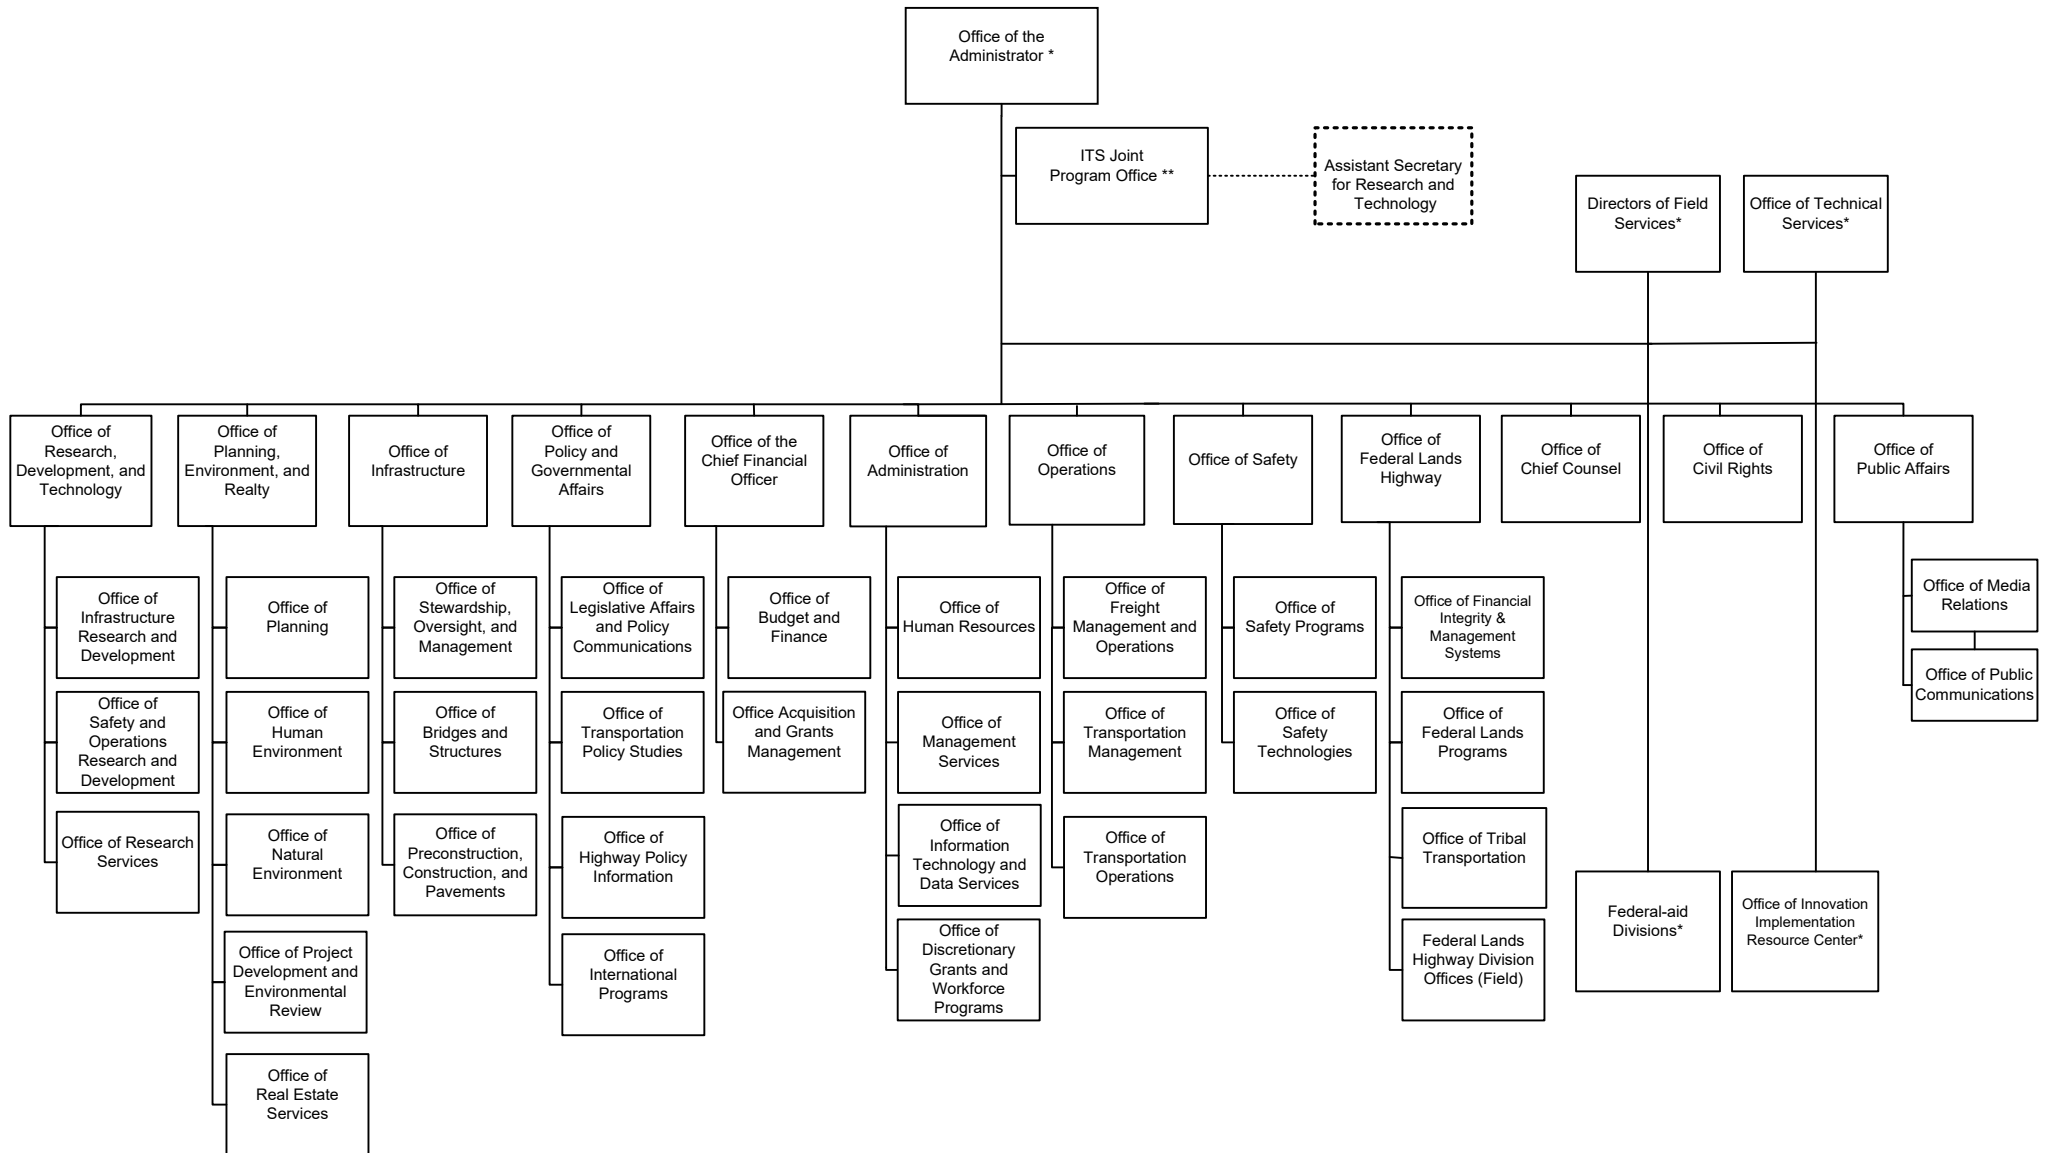 Office of the
Administrator *
ITS Joint
Program Office **
Assistant Secretary
for Research and
Technology
Directors of Field
Services*
Office of Technical
Services*
Office of
Research,
Development, and
Technology
Office of
Planning,
Environment, and
Realty
Office of
Infrastructure
Office of
Policy and
Governmental
Affairs
Office of the
Chief Financial
Officer
Office of
Administration
Office of
Operations
Office of Safety
Office of
Federal Lands
Highway
Office of
Chief Counsel
Office of
Civil Rights
Office of
Public Affairs
Office of
Infrastructure
Research and
Development
Office of
Safety and
Operations
Research and
Development
Office of Research
Services
Office of
Planning
Office of
Human
Environment
Office of
Natural
Environment
Office of Project
Development and
Environmental
Review
Office of
Real Estate
Services
Office of
Stewardship,
Oversight, and
Management
Office of
Bridges and
Structures
Office of
Preconstruction,
Construction, and
Pavements
Office of
Legislative Affairs
and Policy
Communications
Office of
Transportation
Policy Studies
Office of
Highway Policy
Information
Office of
International
Programs
Office of
Budget and
Finance
Office Acquisition
and Grants
Management
Office of
Human Resources
Office of
Management
Services
Office of
Information
Technology and
Data Services
Office of
Discretionary
Grants and
Workforce
Programs
Office of
Freight
Management and
Operations
Office of
Transportation
Management
Office of
Transportation
Operations
Office of
Safety Programs
Office of
Safety
Technologies
Office of Financial
Integrity &
Management
Systems
Office of
Federal Lands
Programs
Office of Tribal
Transportation
Federal Lands
Highway Division
Offices (Field)
Federal-aid
Divisions*
Office of Innovation
Implementation
Resource Center*
Office of Media
Relations
Office of Public
Communications